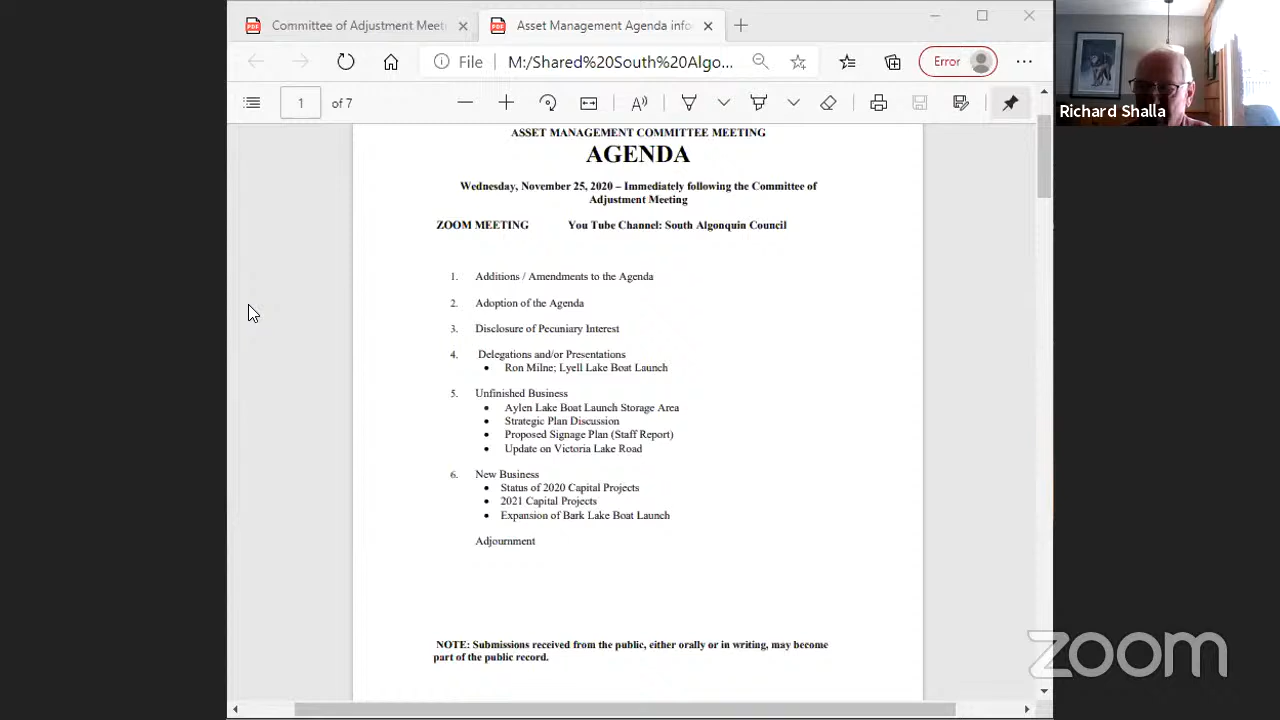 Committee of Adjustment Meet
Asset Management Agenda info
File
M:/Shared%20South%20Algo...
Error
1 of 7
Richard Shalla
ASSET MANAGEMENT COMMITTEE MEETING
AGENDA
Wednesday, November 25, 2020 – Immediately following the Committee of
Adjustment Meeting
ZOOM MEETING You Tube Channel: South Algonquin Council
1. Additions / Amendments to the Agenda
2. Adoption of the Agenda
3. Disclosure of Pecuniary Interest
4. Delegations and/or Presentations
• Ron Milne; Lyell Lake Boat Launch
5. Unfinished Business
• Aylen Lake Boat Launch Storage Area
• Strategic Plan Discussion
• Proposed Signage Plan (Staff Report)
• Update on Victoria Lake Road
6. New Business
• Status of 2020 Capital Projects
• 2021 Capital Projects
• Expansion of Bark Lake Boat Launch
Adjournment
NOTE: Submissions received from the public, either orally or in writing, may become
part of the public record.
zoom